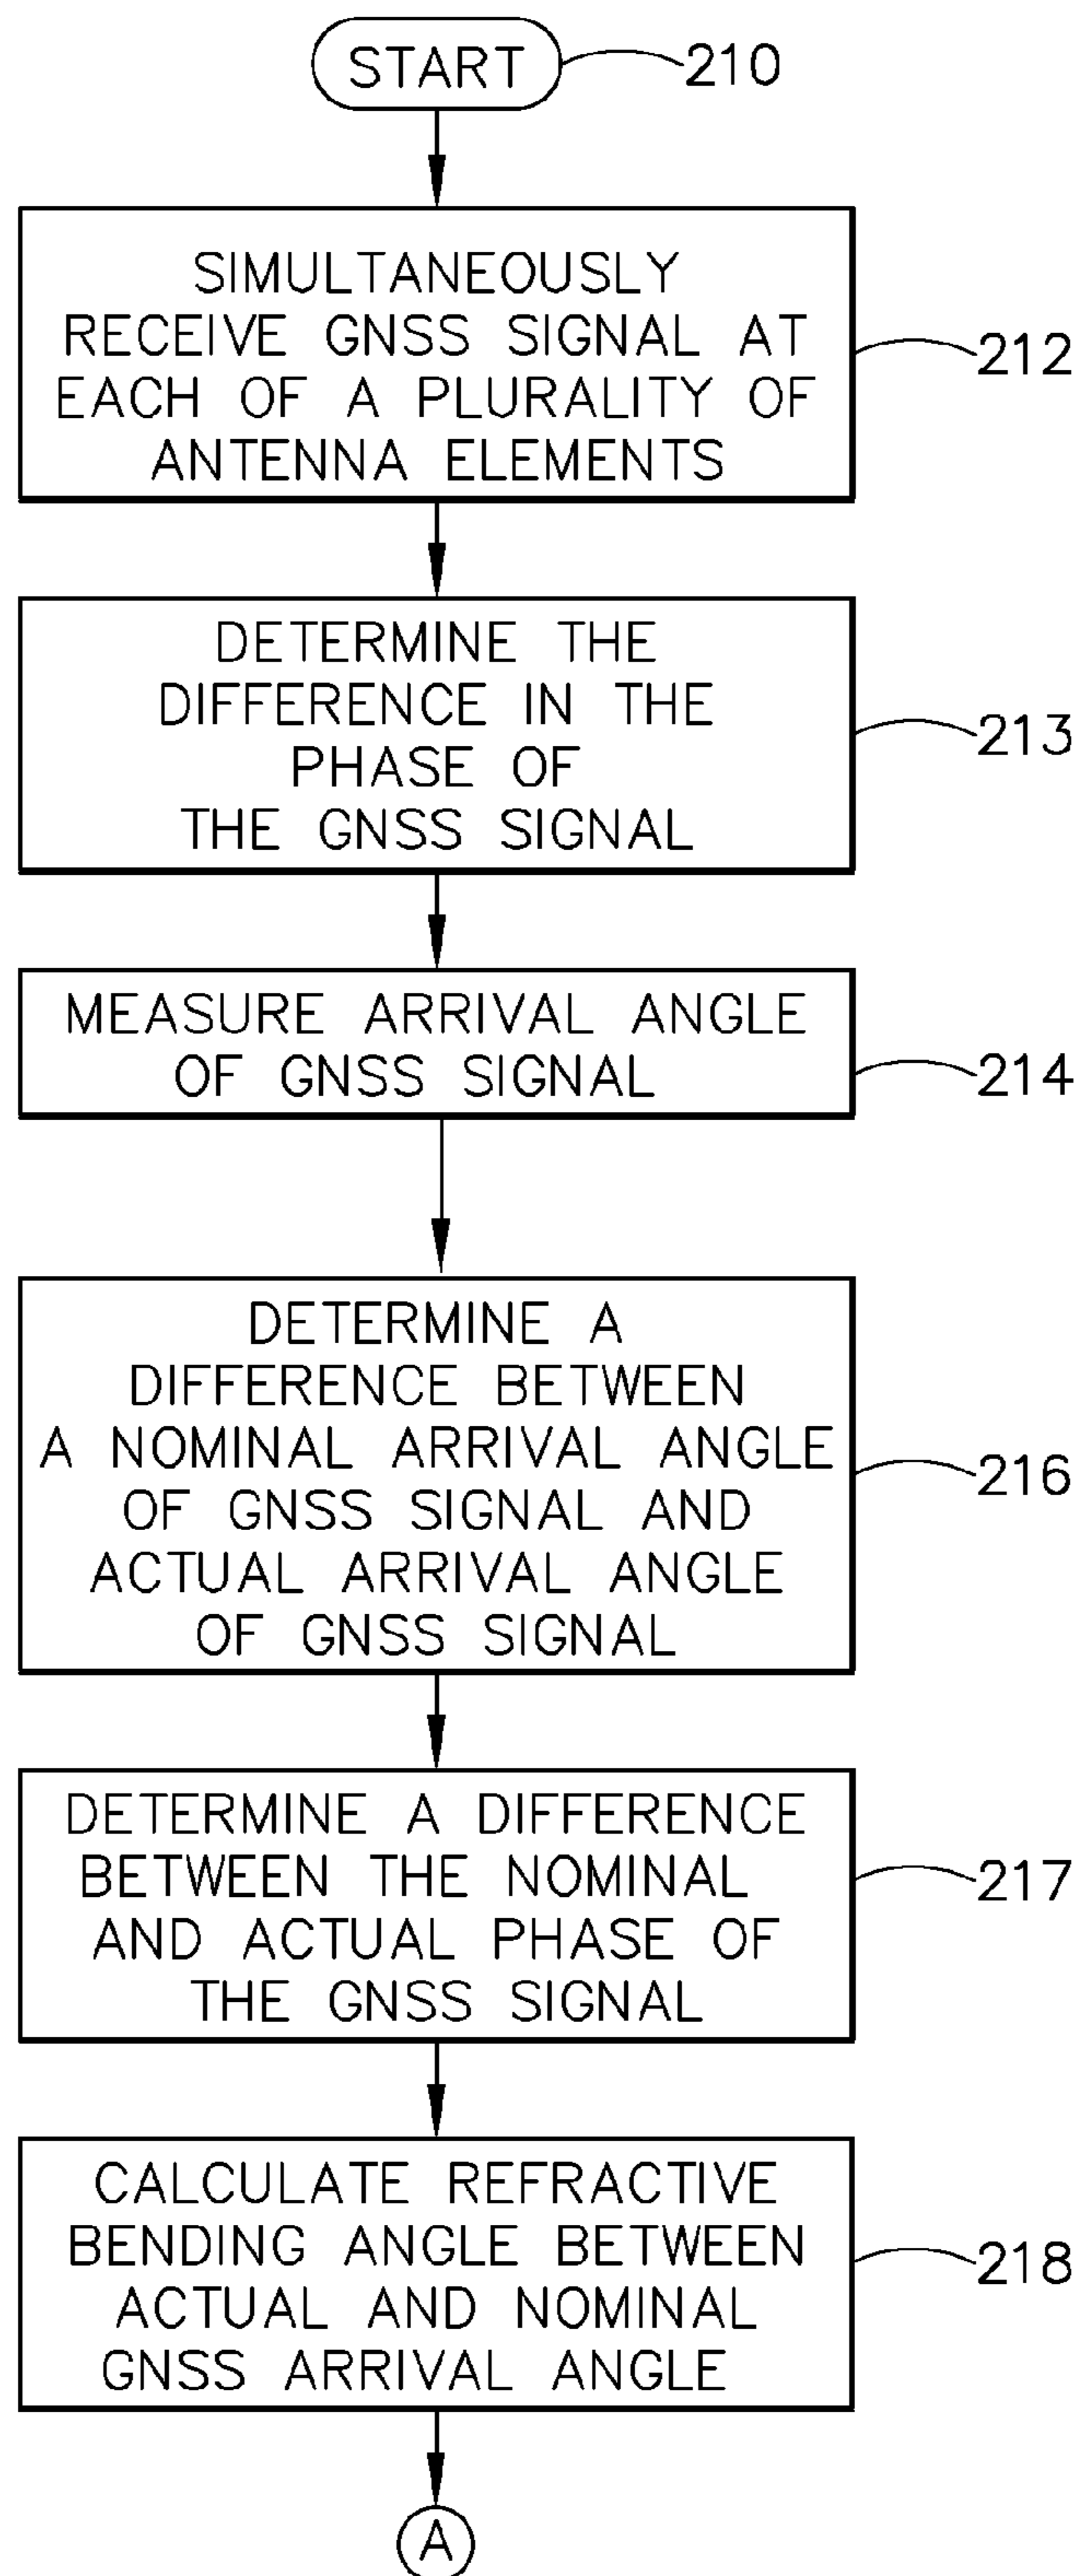 START
210
SIMULTANEOUSLY
RECEIVE GNSS SIGNAL AT
EACH OF A PLURALITY OF
ANTENNA ELEMENTS
212
DETERMINE THE
DIFFERENCE IN THE
PHASE OF
THE GNSS SIGNAL
213
MEASURE ARRIVAL ANGLE
OF GNSS SIGNAL
214
DETERMINE A
DIFFERENCE BETWEEN
A NOMINAL ARRIVAL ANGLE
OF GNSS SIGNAL AND
ACTUAL ARRIVAL ANGLE
OF GNSS SIGNAL
216
DETERMINE A DIFFERENCE
BETWEEN THE NOMINAL
AND ACTUAL PHASE OF
THE GNSS SIGNAL
217
CALCULATE REFRACTIVE
BENDING ANGLE BETWEEN
ACTUAL AND NOMINAL
GNSS ARRIVAL ANGLE
218
A